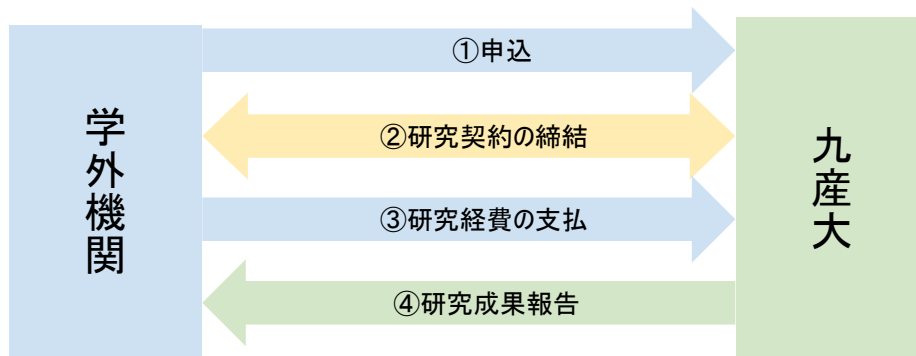 学外機関
①申込
②研究契約の締結
③研究経費の支払
④研究成果報告
九産大